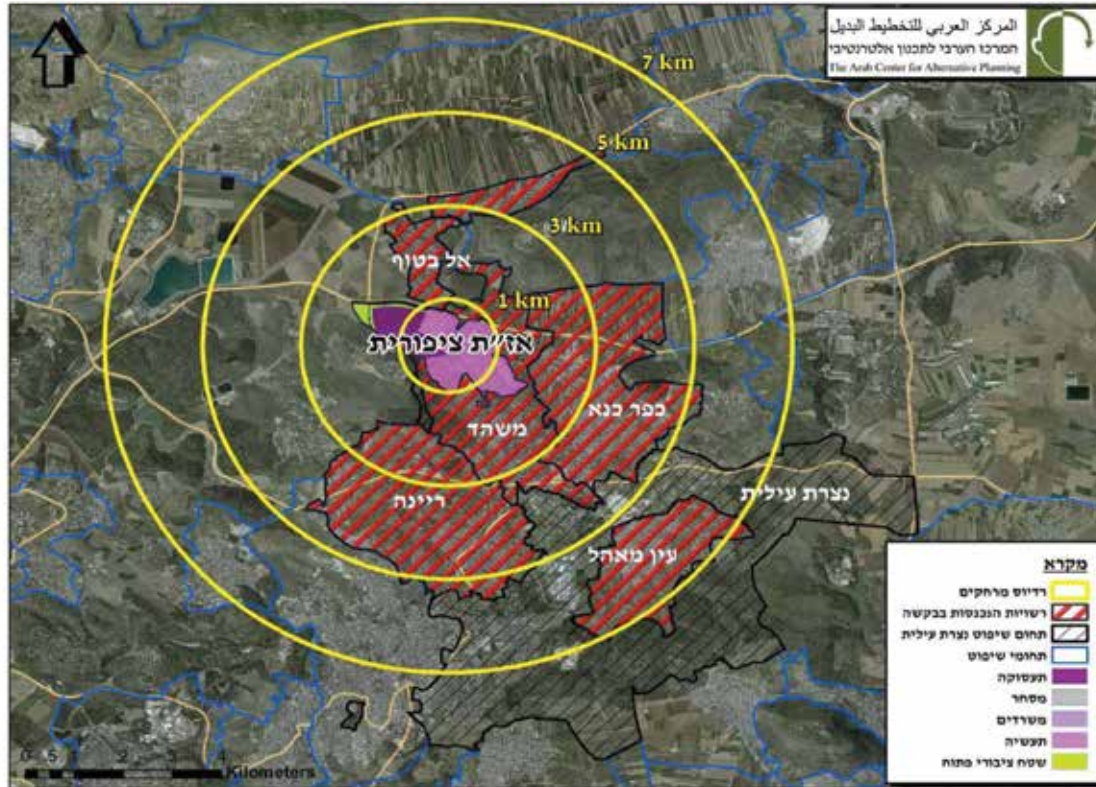 المركز العربي للتخطيط البديل
המרכז הערבי לתכנון אלטרנטיבי
The Arab Center for Alternative Planning
7 km
5 km
3 km
1 km
אל בטוף
אז״ת ציפורית
כפר כנא
משהד
ריינה
נצרת עילית
עין מאהל
מקרא
רדיוס מרחקים
רשויות הנכנסות בבקשה
תחום שיפוט נצרת עילית
תחומי שיפוט
תעסוקה
מסחר
משרדים
תעשיה
שטח ציבורי פתוח
0 .5 1 2 3 4
Kilometers